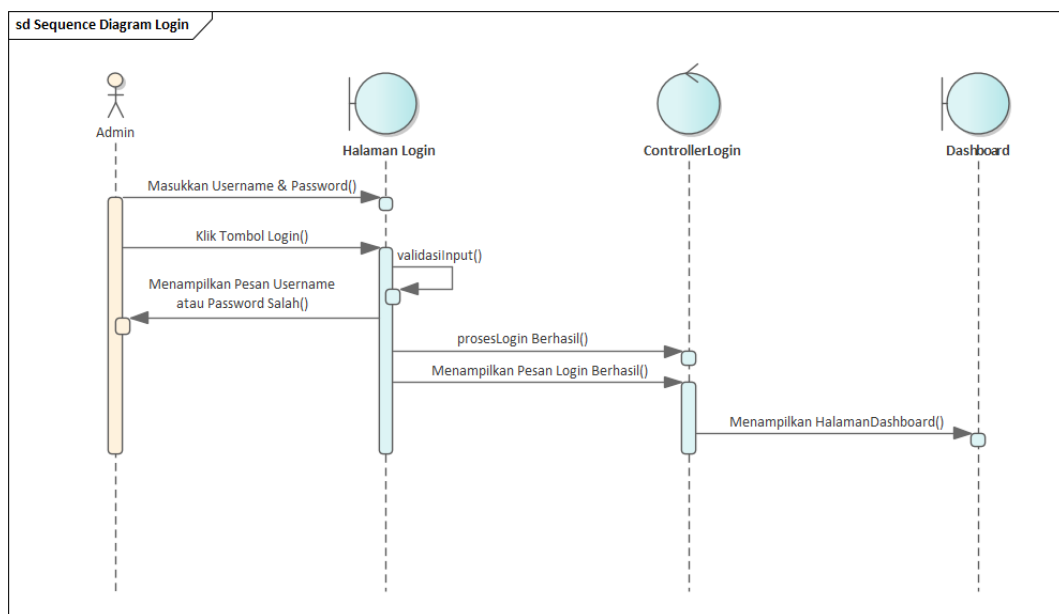 sd Sequence Diagram Login
Admin
Halaman Login
ControllerLogin
Dashboard
Masukkan Username & Password()
Klik Tombol Login()
validasiInput()
Menampilkan Pesan Username
atau Password Salah()
prosesLogin Berhasil()
Menampilkan Pesan Login Berhasil()
Menampilkan HalamanDashboard()